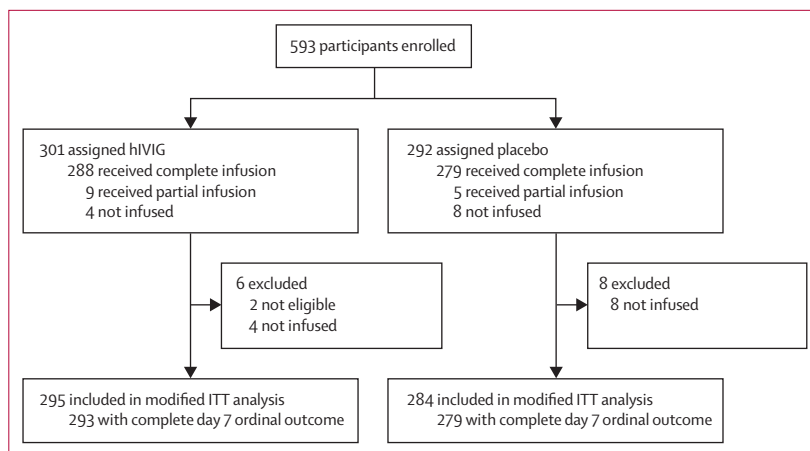 593 participants enrolled
301 assigned hIVIG
288 received complete infusion
9 received partial infusion
4 not infused
292 assigned placebo
279 received complete infusion
5 received partial infusion
8 not infused
6 excluded
2 not eligible
4 not infused
8 excluded
8 not infused
295 included in modified ITT analysis
293 with complete day 7 ordinal outcome
284 included in modified ITT analysis
279 with complete day 7 ordinal outcome